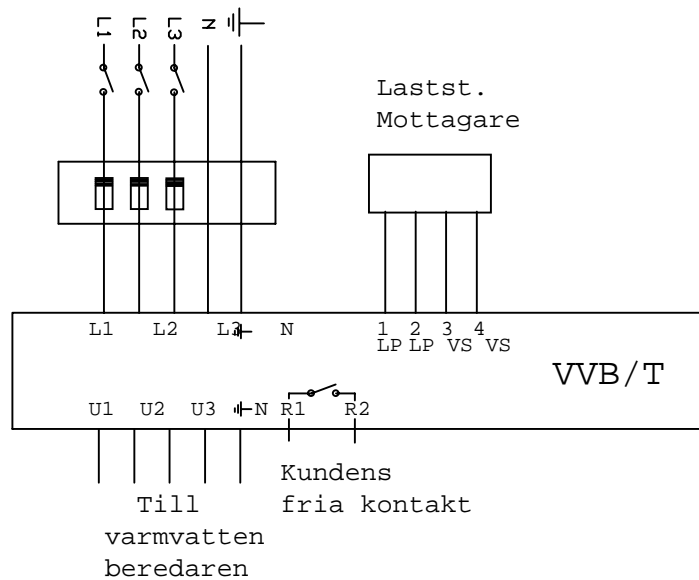 L1 L2 L3 N
Lastst.
Mottagare
L1 L2 L3 N
1 2 3 4
LP LP VS VS
VVB/T
U1 U2 U3 N R1 R2
Kundens
fria kontakt
Till
varmvatten
beredaren